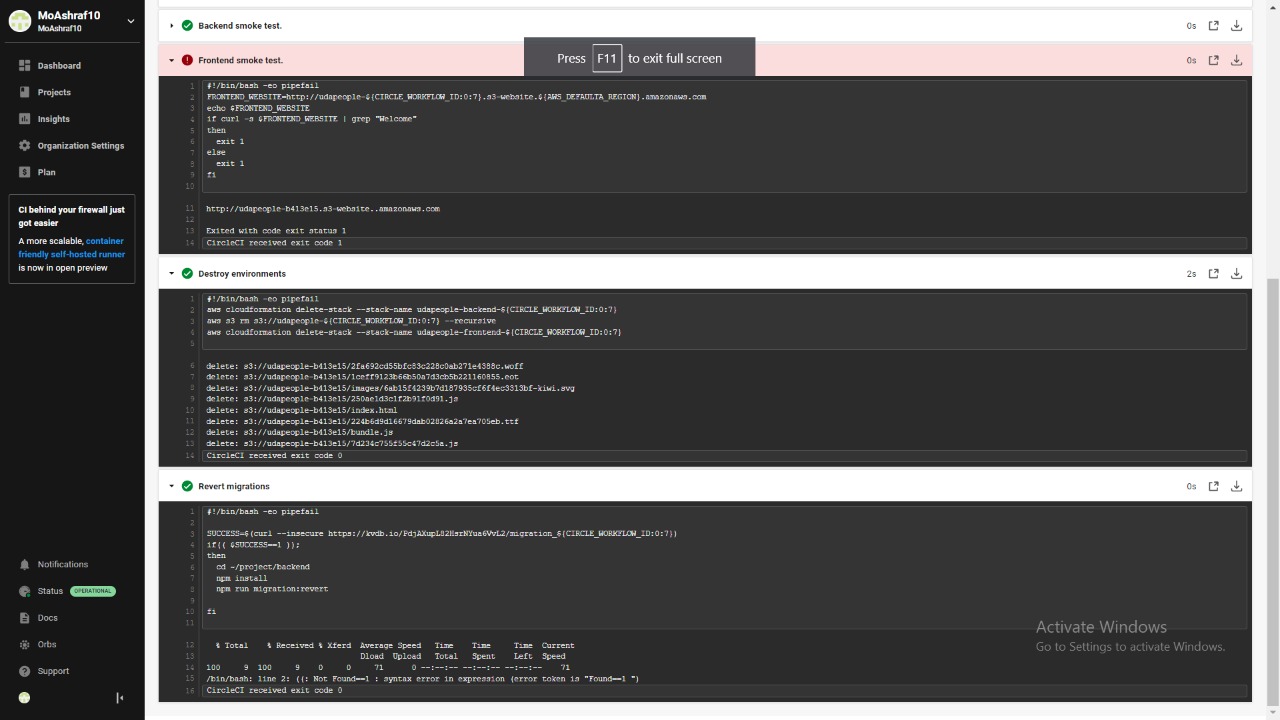 MoAshraf10
MoAshraf10
Dashboard
Projects
Insights
Organization Settings
Plan
CI behind your firewall just
got easier
A more scalable, container
friendly self-hosted runner
is now in open preview
Notifications
Status OPERATIONAL
Docs
Orbs
Support
Backend smoke test. 0s
Press F11 to exit full screen
Frontend smoke test. 0s
1 #!/bin/bash -eo pipefail
2 FRONTEND_WEBSITE=http://udapeople-${CIRCLE_WORKFLOW_ID:0:7}.s3-website.${AWS_DEFAULTA_REGION}.amazonaws.com
3 echo $FRONTEND_WEBSITE
4 if curl -s $FRONTEND_WEBSITE | grep "Welcome"
5 then
6 exit 1
7 else
8 exit 1
9 fi
10
11 http://udapeople-b413e15.s3-website..amazonaws.com
12
13 Exited with code exit status 1
14 CircleCI received exit code 1
Destroy environments 2s
1 #!/bin/bash -eo pipefail
2 aws cloudformation delete-stack --stack-name udapeople-backend-${CIRCLE_WORKFLOW_ID:0:7}
3 aws s3 rm s3://udapeople-${CIRCLE_WORKFLOW_ID:0:7} --recursive
4 aws cloudformation delete-stack --stack-name udapeople-frontend-${CIRCLE_WORKFLOW_ID:0:7}
5
6 delete: s3://udapeople-b413e15/2fa692cd55bfc83c228c0ab271e4388c.woff
7 delete: s3://udapeople-b413e15/1ceff9123b66b50a7d3cb5b221160855.eot
8 delete: s3://udapeople-b413e15/images/6ab15f4239b7d187935cf6f4ec3313bf-kiwi.svg
9 delete: s3://udapeople-b413e15/250ae1d3c1f2b91f0d91.js
10 delete: s3://udapeople-b413e15/index.html
11 delete: s3://udapeople-b413e15/224b6d9d16679dab02826a2a7ea705eb.ttf
12 delete: s3://udapeople-b413e15/bundle.js
13 delete: s3://udapeople-b413e15/7d234c755f55c47d2c5a.js
14 CircleCI received exit code 0
Revert migrations 0s
1 #!/bin/bash -eo pipefail
2
3 SUCCESS=$(curl --insecure https://kvdb.io/PdjAXupL82HsrNYua6VvL2/migration_${CIRCLE_WORKFLOW_ID:0:7})
4 if(( $SUCCESS==1 ));
5 then
6 cd ~/project/backend
7 npm install
8 npm run migration:revert
9
10 fi
11
12 % Total % Received % Xferd Average Speed Time Time Time Current
13 Dload Upload Total Spent Left Speed
14 100 9 100 9 0 0 71 0 --:--:-- --:--:-- --:--:-- 71
15 /bin/bash: line 2: ((: Not Found==1 : syntax error in expression (error token is "Found==1 ")
16 CircleCI received exit code 0
Activate Windows
Go to Settings to activate Windows.